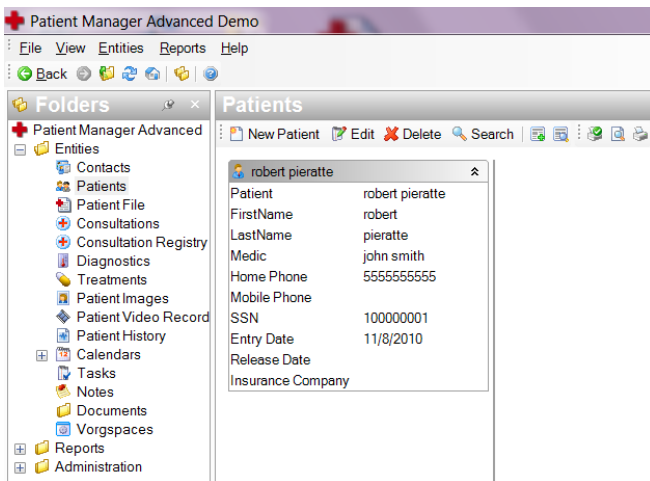 Patient Manager Advanced Demo
File View Entities Reports Help
Back
Folders
Patient Manager Advanced
Entities
Contacts
Patients
Patient File
Consultations
Consultation Registry
Diagnostics
Treatments
Patient Images
Patient Video Record
Patient History
Calendars
Tasks
Notes
Documents
Vorgspaces
Reports
Administration
Patients
New Patient Edit Delete Search
robert pieratte
Patient robert pieratte
FirstName robert
LastName pieratte
Medic john smith
Home Phone 5555555555
Mobile Phone
SSN 100000001
Entry Date 11/8/2010
Release Date
Insurance Company